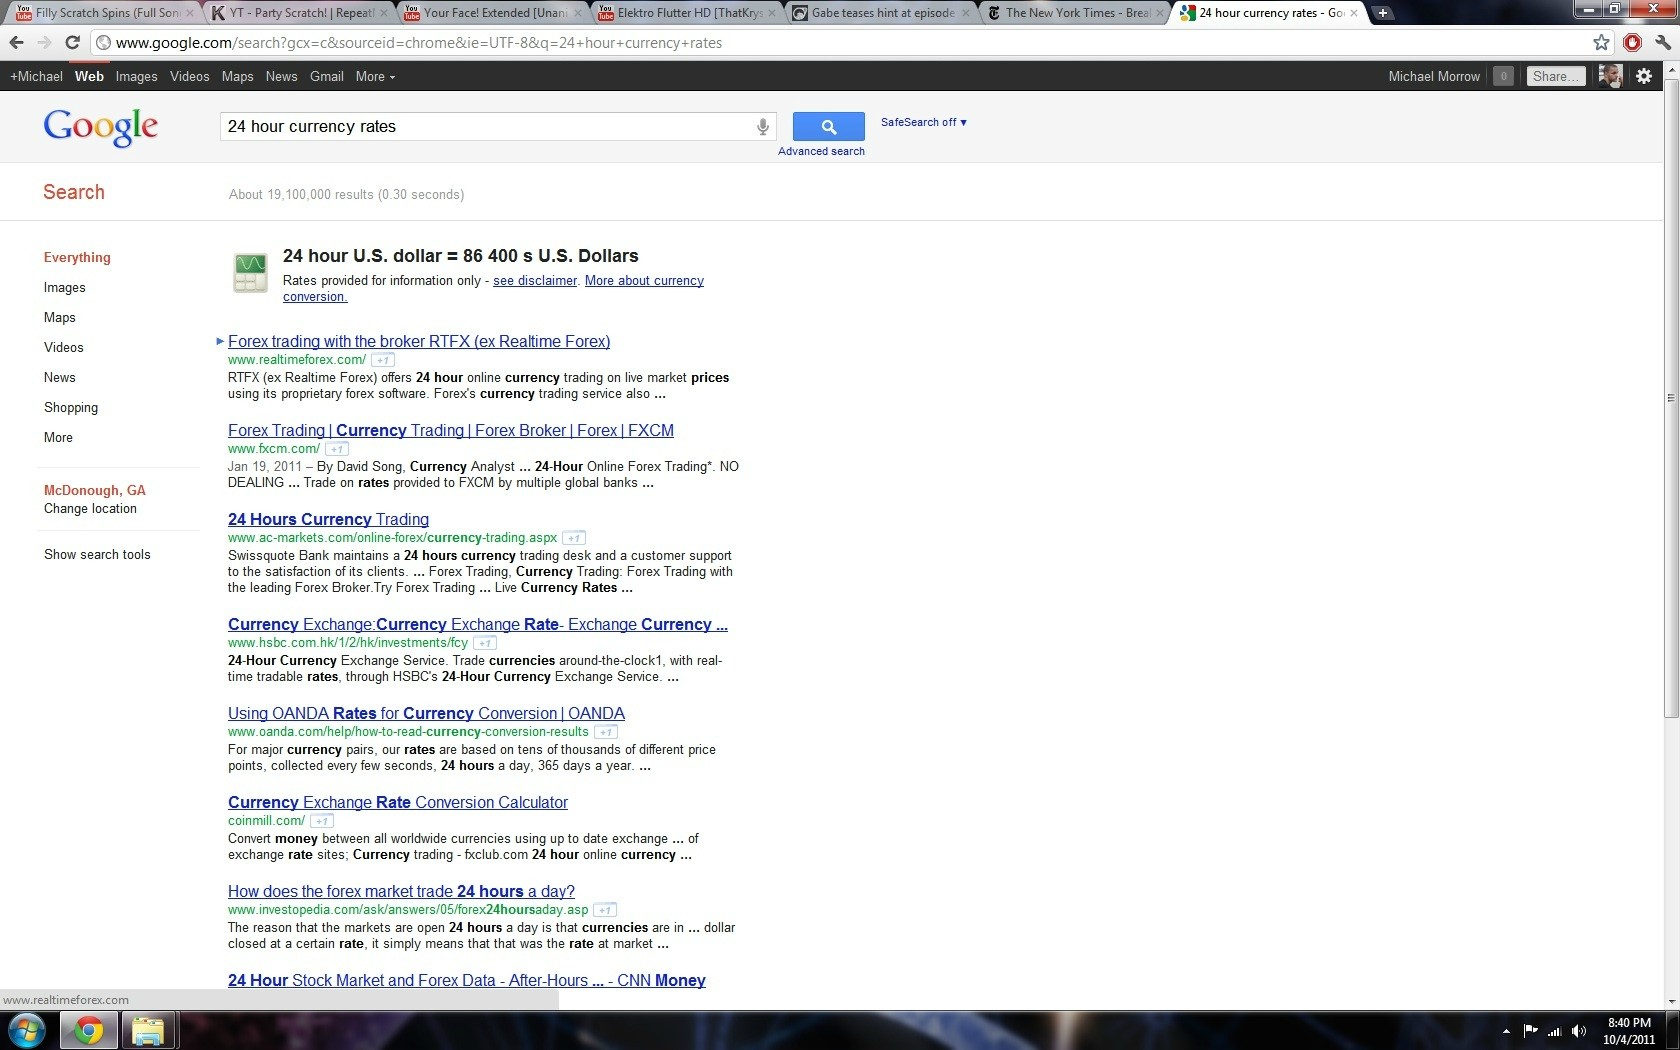 Filly Scratch Spins (Full Son
YT - Party Scratch! | Repeat
Your Face! Extended [Unani
Elektro Flutter HD [ThatKrys
Gabe teases hint at episode
The New York Times - Brea
24 hour currency rates - Go
www.google.com/search?gcx=c&sourceid=chrome&ie=UTF-8&q=24+hour+currency+rates
+Michael Web Images Videos Maps News Gmail More
Michael Morrow 0 Share...
Google
24 hour currency rates
SafeSearch off ▼
Advanced search
Search
About 19,100,000 results (0.30 seconds)
Everything
Images
Maps
Videos
News
Shopping
More
McDonough, GA
Change location
Show search tools
24 hour U.S. dollar = 86 400 s U.S. Dollars
Rates provided for information only - see disclaimer. More about currency
conversion.
Forex trading with the broker RTFX (ex Realtime Forex)
www.realtimeforex.com/ +1
RTFX (ex Realtime Forex) offers 24 hour online currency trading on live market prices
using its proprietary forex software. Forex's currency trading service also ...
Forex Trading | Currency Trading | Forex Broker | Forex | FXCM
www.fxcm.com/ +1
Jan 19, 2011 – By David Song, Currency Analyst ... 24-Hour Online Forex Trading*. NO
DEALING ... Trade on rates provided to FXCM by multiple global banks ...
24 Hours Currency Trading
www.ac-markets.com/online-forex/currency-trading.aspx +1
Swissquote Bank maintains a 24 hours currency trading desk and a customer support
to the satisfaction of its clients. ... Forex Trading, Currency Trading: Forex Trading with
the leading Forex Broker.Try Forex Trading ... Live Currency Rates ...
Currency Exchange:Currency Exchange Rate- Exchange Currency ...
www.hsbc.com.hk/1/2/hk/investments/fcy +1
24-Hour Currency Exchange Service. Trade currencies around-the-clock1, with real-
time tradable rates, through HSBC's 24-Hour Currency Exchange Service. ...
Using OANDA Rates for Currency Conversion | OANDA
www.oanda.com/help/how-to-read-currency-conversion-results +1
For major currency pairs, our rates are based on tens of thousands of different price
points, collected every few seconds, 24 hours a day, 365 days a year. ...
Currency Exchange Rate Conversion Calculator
coinmill.com/ +1
Convert money between all worldwide currencies using up to date exchange ... of
exchange rate sites; Currency trading - fxclub.com 24 hour online currency ...
How does the forex market trade 24 hours a day?
www.investopedia.com/ask/answers/05/forex24hoursaday.asp +1
The reason that the markets are open 24 hours a day is that currencies are in ... dollar
closed at a certain rate, it simply means that that was the rate at market ...
24 Hour Stock Market and Forex Data - After-Hours ... - CNN Money
www.realtimeforex.com
8:40 PM
10/4/2011